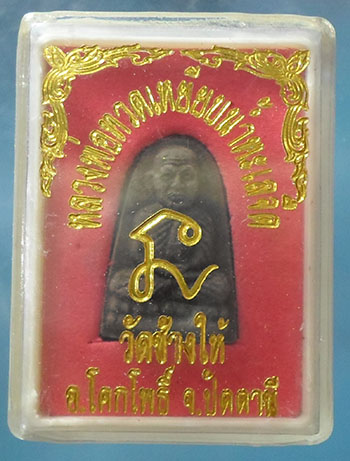 หลวงพ่อทวดเหยียบน้ำทะเลจืด
วัดช้างให้
อ.โคกโพธิ์ จ.ปัตตานี